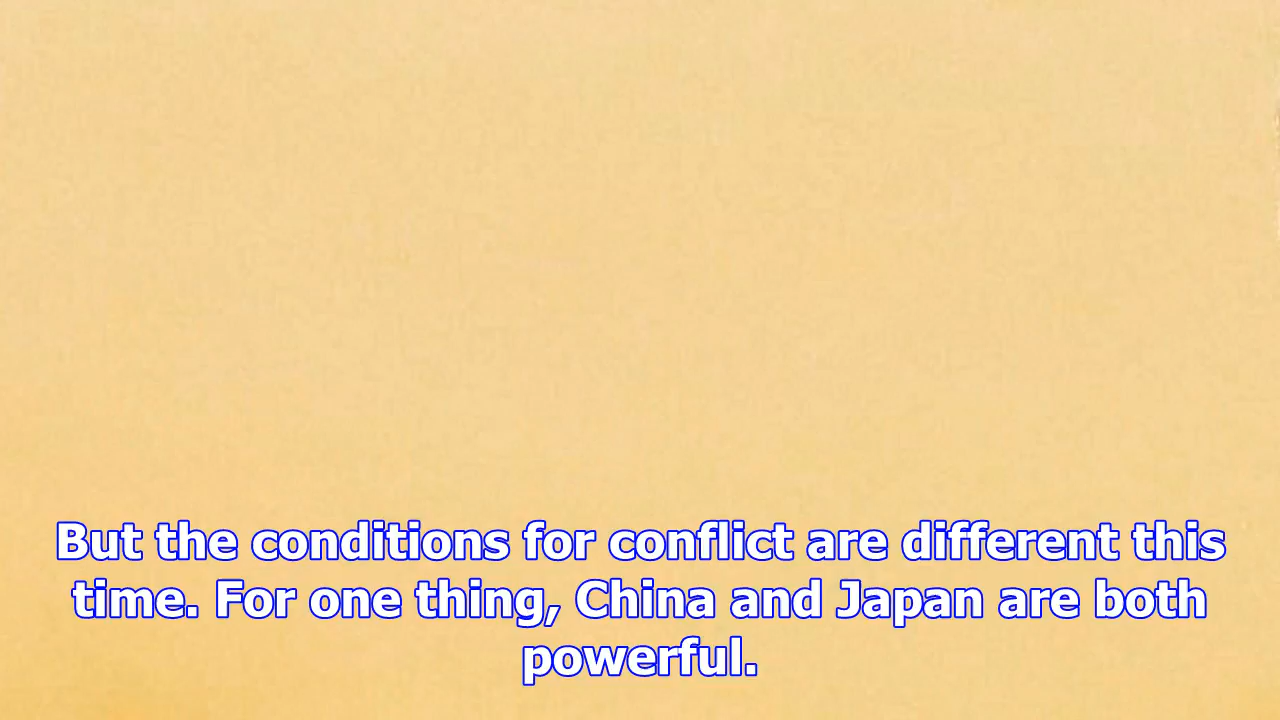 But the conditions for conflict are different this
time. For one thing, China and Japan are both
powerful.